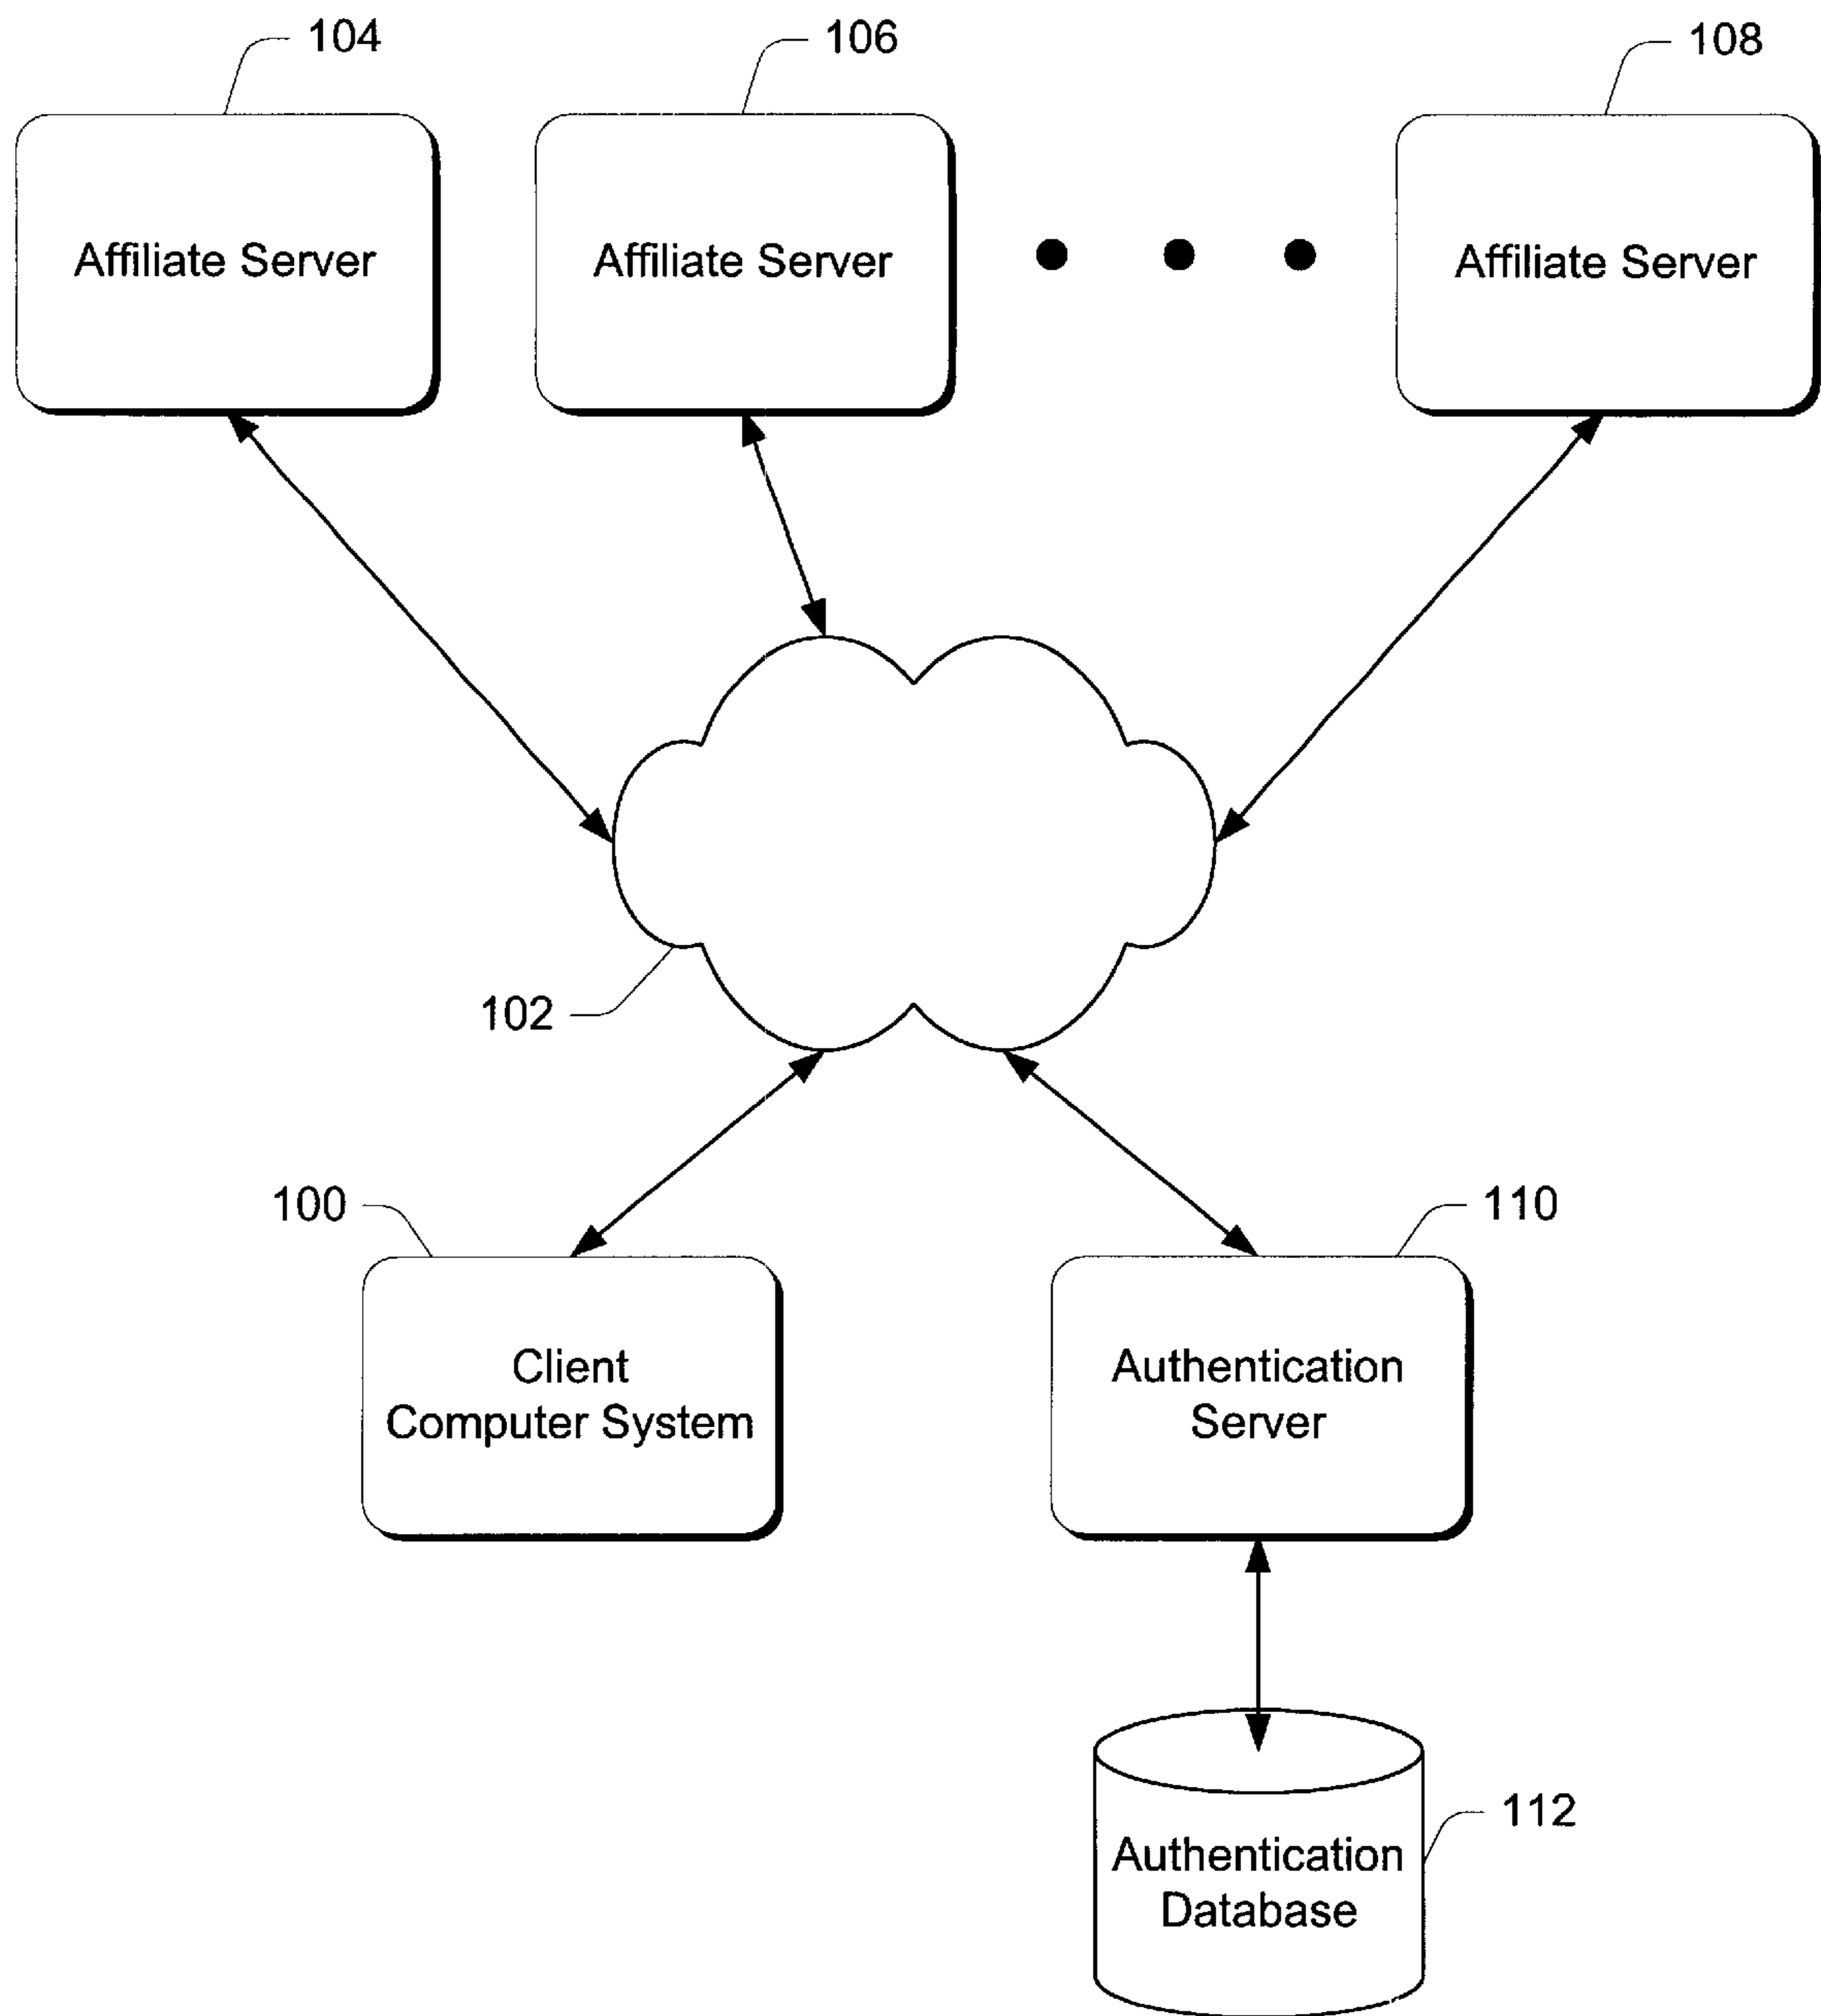 104
106
108
Affiliate Server
Affiliate Server
Affiliate Server
102
100
110
Client
Computer System
Authentication
Server
112
Authentication
Database